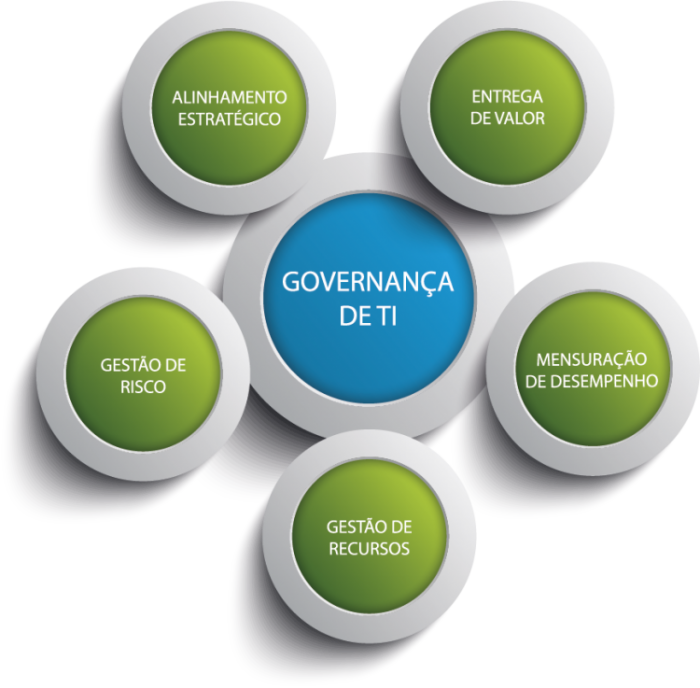 ALINHAMENTO
ESTRATÉGICO
ENTREGA
DE VALOR
GOVERNANÇA
DE TI
GESTÃO DE
RISCO
MENSURAÇÃO
DE DESEMPENHO
GESTÃO DE
RECURSOS